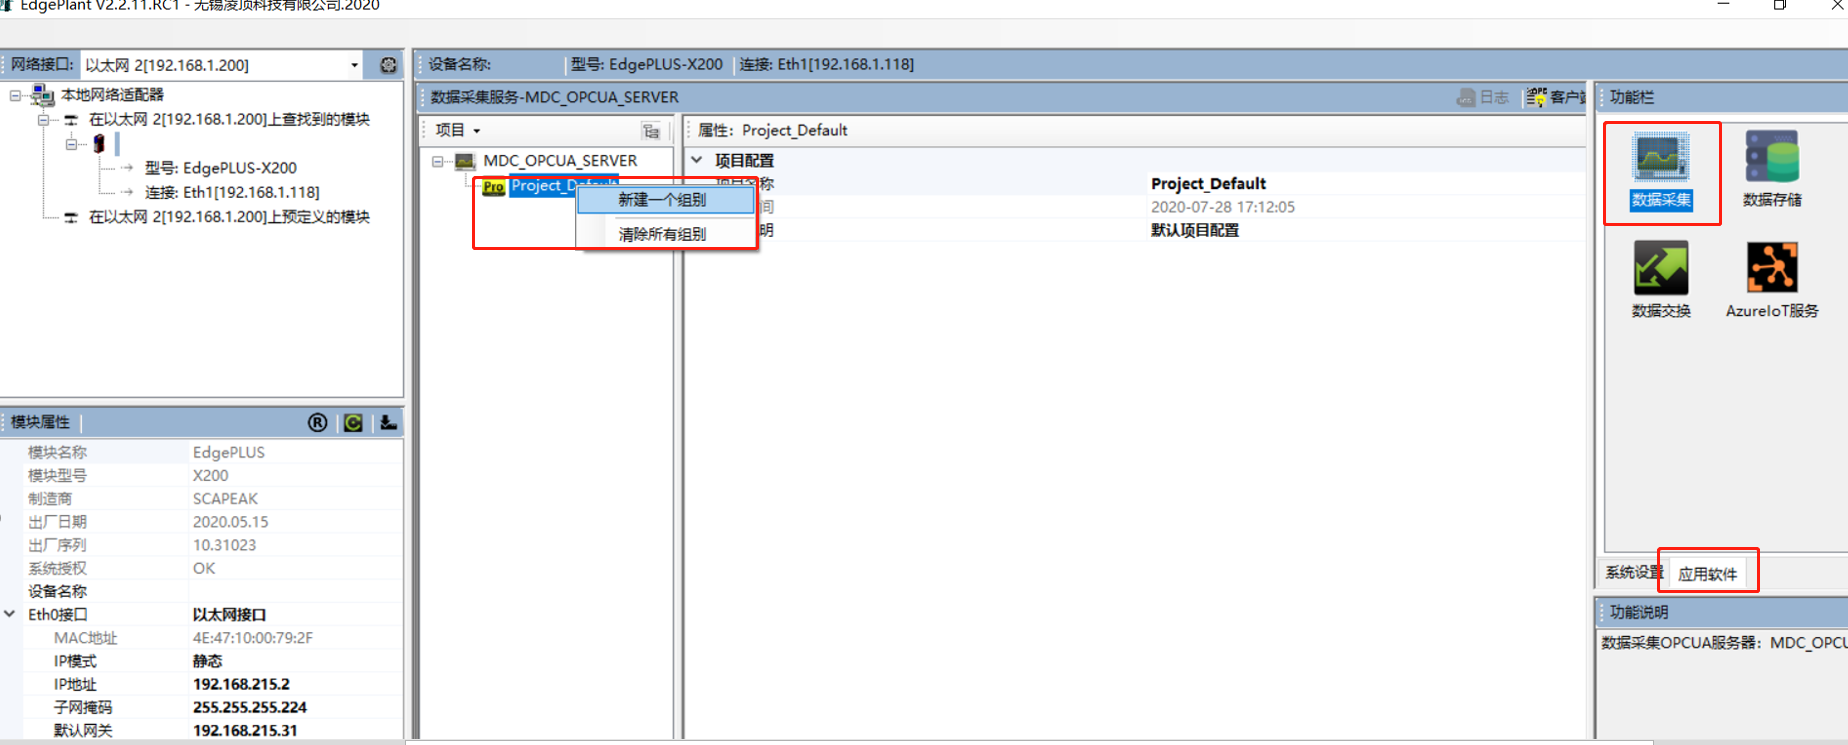 EdgePlant V2.2.11.RC1 - 无锡凌顶科技有限公司.2020
网络接口: 以太网 2[192.168.1.200]
本地网络适配器
在以太网 2[192.168.1.200]上查找到的模块
型号: EdgePLUS-X200
连接: Eth1[192.168.1.118]
在以太网 2[192.168.1.200]上预定义的模块
模块属性
模块名称 EdgePLUS
模块型号 X200
制造商 SCAPEAK
出厂日期 2020.05.15
出厂序列 10.31023
系统授权 OK
设备名称
Eth0接口 以太网接口
MAC地址 4E:47:10:00:79:2F
IP模式 静态
IP地址 192.168.215.2
子网掩码 255.255.255.224
默认网关 192.168.215.31
设备名称: 型号: EdgePLUS-X200 连接: Eth1[192.168.1.118]
数据采集服务-MDC_OPCUA_SERVER 日志 客户
项目
MDC_OPCUA_SERVER
Pro Project_Default
新建一个组别
清除所有组别
属性: Project_Default
项目配置
称 Project_Default
间 2020-07-28 17:12:05
明 默认项目配置
功能栏
数据采集 数据存储
数据交换 AzureIoT服务
系统设置 应用软件
功能说明
数据采集OPCUA服务器: MDC_OPCU